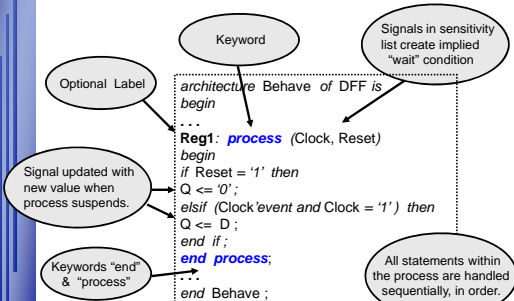 Keyword
Signals in sensitivity
list create implied
“wait” condition
Optional Label
architecture Behave of DFF is
begin
. . .
Reg1: process (Clock, Reset)
begin
if Reset = ‘1’ then
Q <= ‘0’ ;
elsif (Clock’event and Clock = ‘1’ ) then
Q <= D ;
end if ;
end process;
. . .
end Behave ;
Signal updated with
new value when
process suspends.
Keywords “end”
& “process”
All statements within
the process are handled
sequentially, in order.